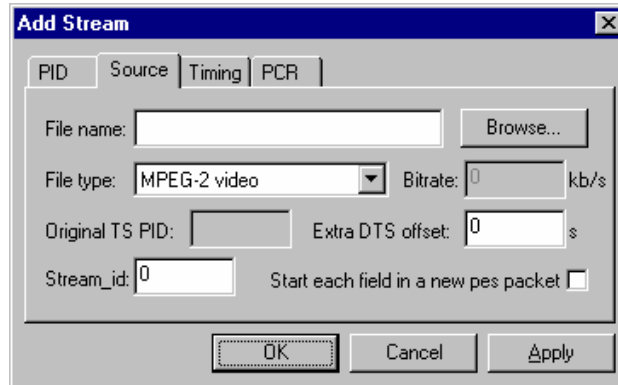 Add Stream
PID Source Timing PCR
File name: Browse...
File type: MPEG-2 video Bitrate: 0 kb/s
Original TS PID: Extra DTS offset: 0 s
Stream_id: 0 Start each field in a new pes packet
OK Cancel Apply